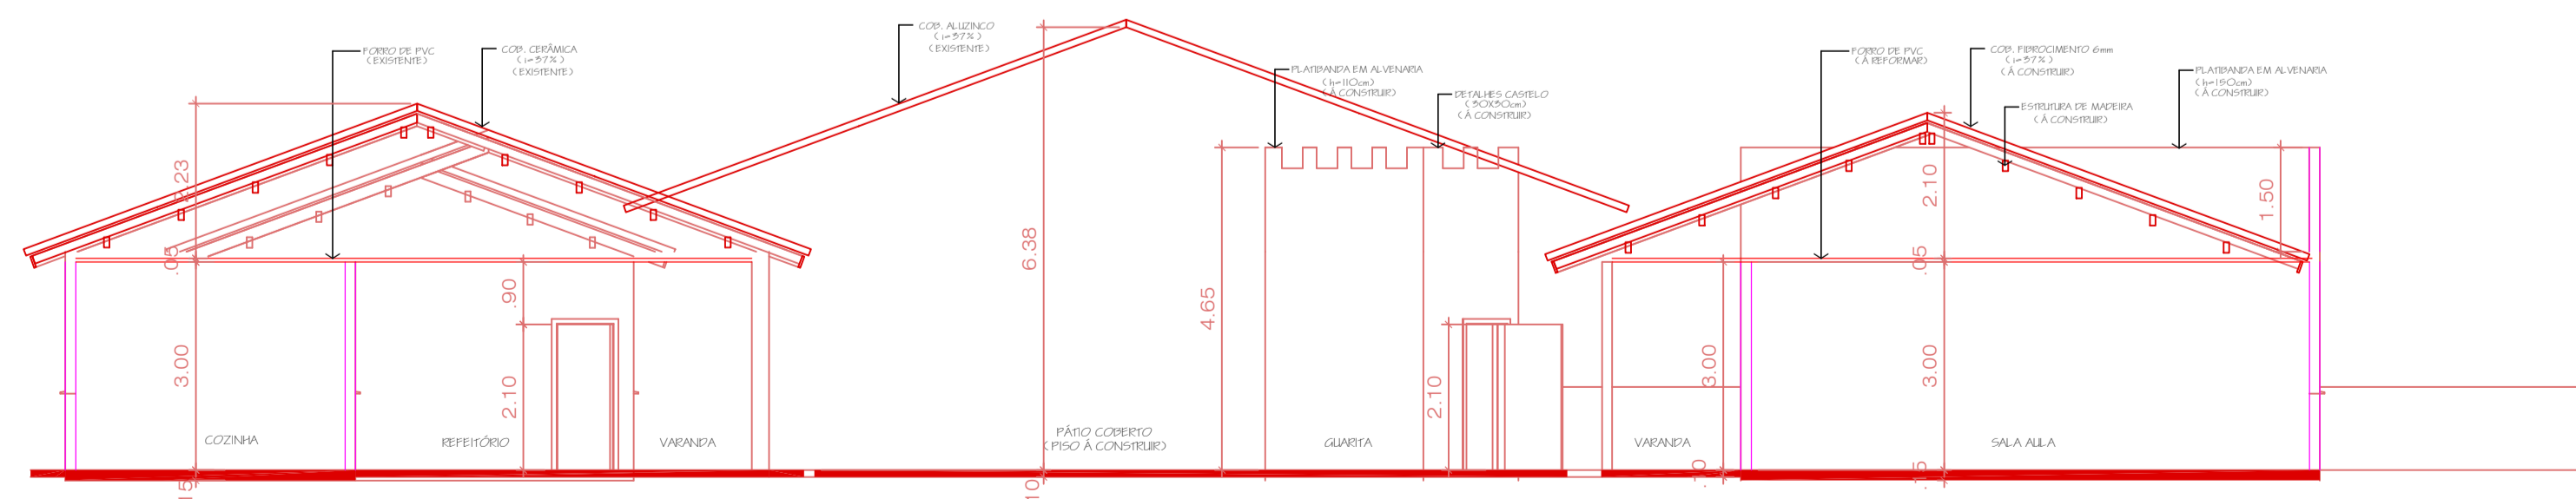 COB. ALUZINCO
(i=37%)
(EXISTENTE)
FORRO DE PVC
(EXISTENTE)
COB. CERÂMICA
(i=37%)
(EXISTENTE)
PLATIBANDA EM ALVENARIA
(h=110cm)
(Á CONSTRUIR)
DETALHES CASTELO
(30X30cm)
(Á CONSTRUIR)
FORRO DE PVC
(Á REFORMAR)
COB. FIBROCIMENTO 6mm
(i=37%)
(Á CONSTRUIR)
ESTRUTURA DE MADEIRA
(Á CONSTRUIR)
PLATIBANDA EM ALVENARIA
(h=150cm)
(Á CONSTRUIR)
2.23
.05
3.00
.15
.90
2.10
6.38
.10
4.65
2.10
3.00
2.10
.05
3.00
.15
1.50
COZINHA
REFEITÓRIO
VARANDA
PÁTIO COBERTO
(PISO Á CONSTRUIR)
GUARITA
VARANDA
SALA AULA